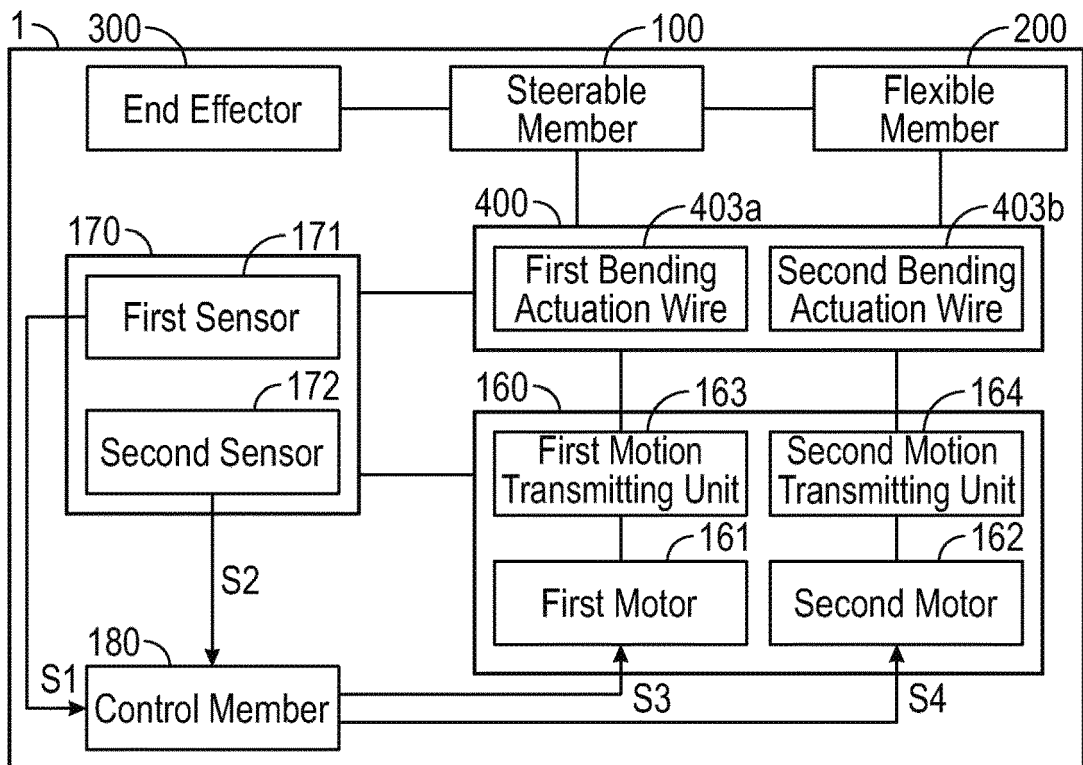 1
300
100
200
End Effector
Steerable
Member
Flexible
Member
400
403a
403b
170
171
First Bending
Actuation Wire
Second Bending
Actuation Wire
First Sensor
172
160
163
164
Second Sensor
First Motion
Transmitting Unit
Second Motion
Transmitting Unit
161
162
S2
First Motor
Second Motor
180
S1
Control Member
S3
S4